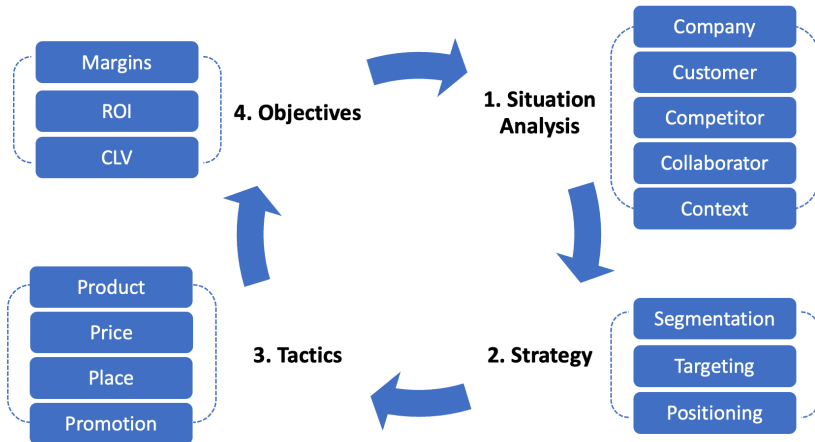 Margins
ROI
CLV
4. Objectives
1. Situation
Analysis
Company
Customer
Competitor
Collaborator
Context
Product
Price
Place
Promotion
3. Tactics
2. Strategy
Segmentation
Targeting
Positioning